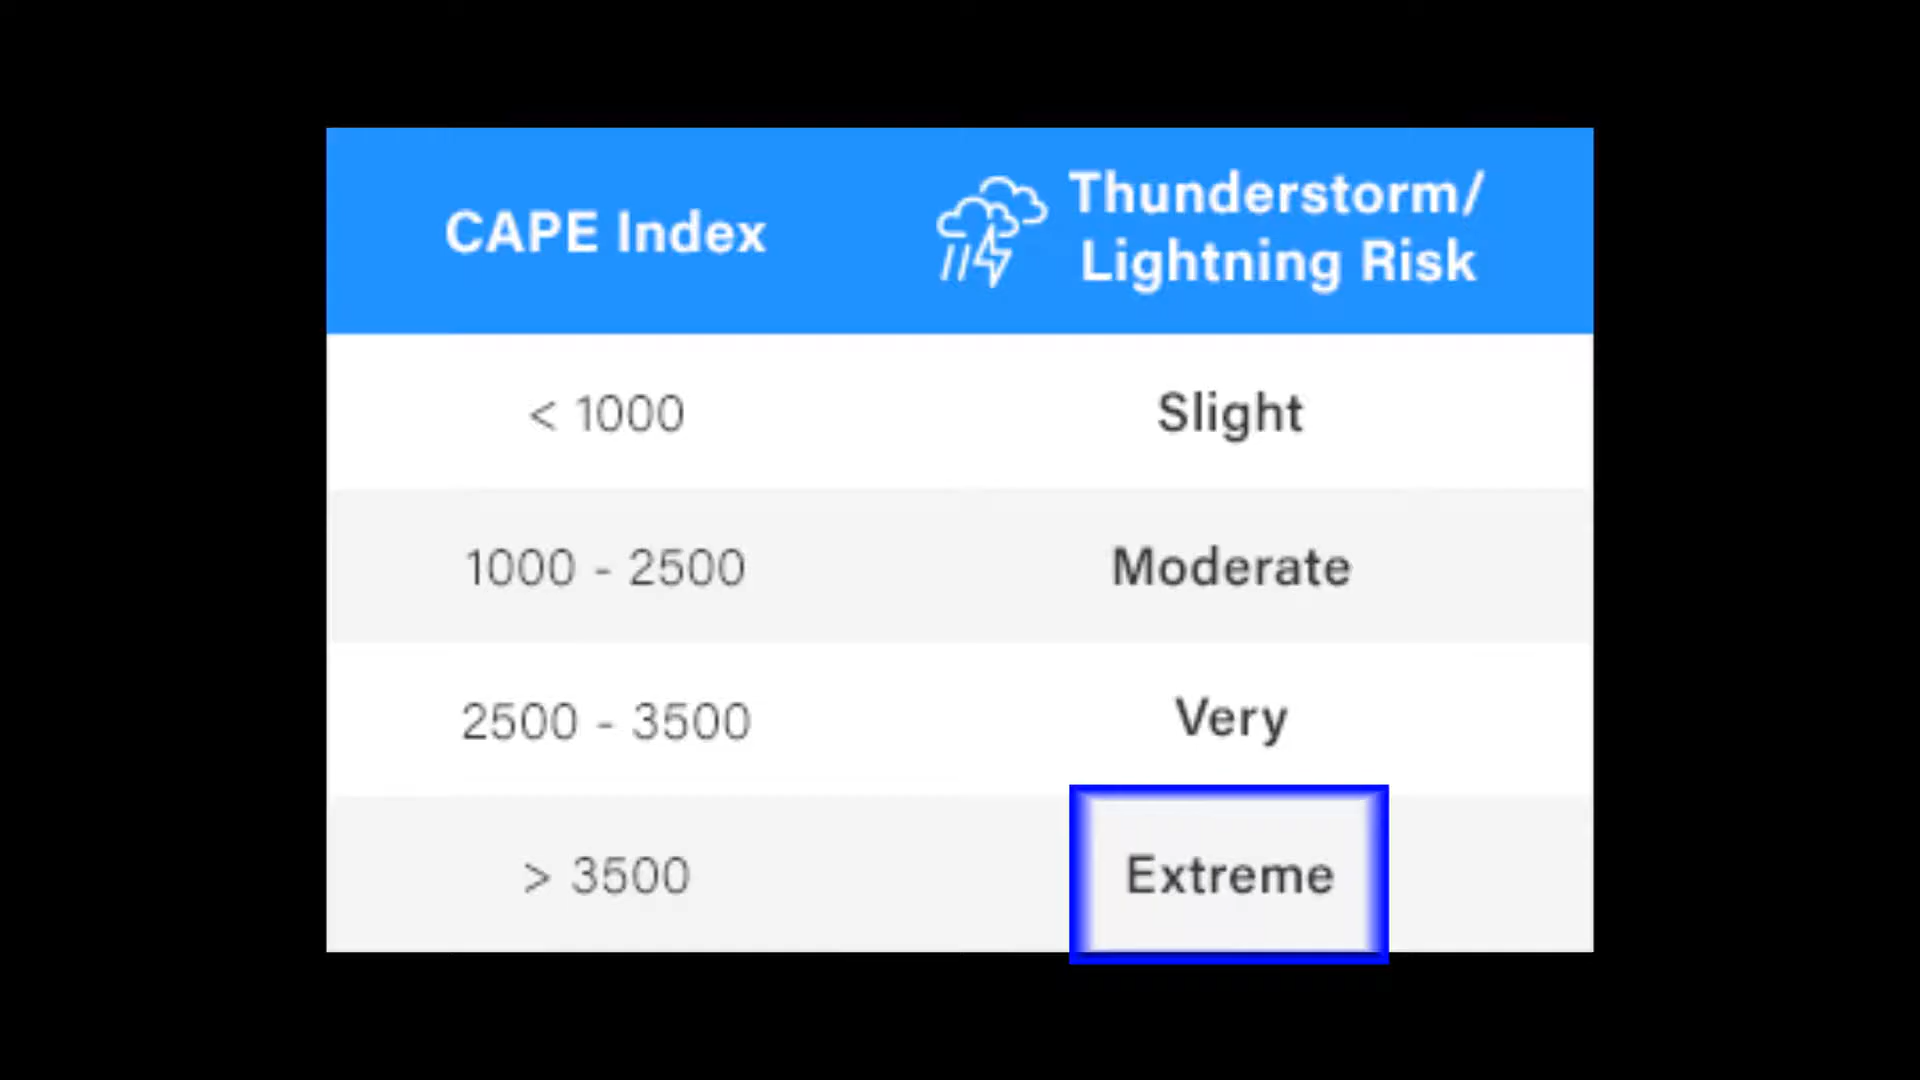 CAPE Index
Thunderstorm/
Lightning Risk
< 1000 Slight
1000 - 2500 Moderate
2500 - 3500 Very
> 3500 Extreme